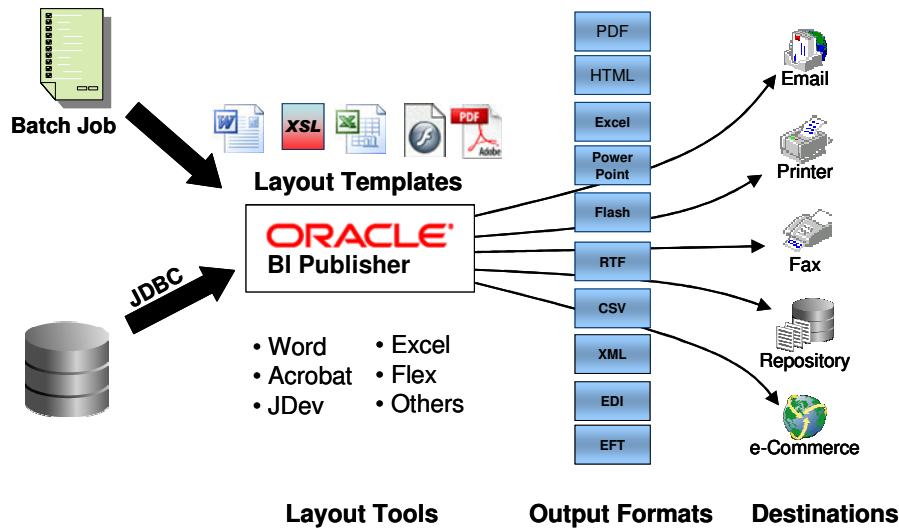 Batch Job
W
XSL
X
PDF
Adobe
Layout Templates
ORACLE
BI Publisher
JDBC
• Word
• Acrobat
• JDev
• Excel
• Flex
• Others
PDF
HTML
Excel
Power
Point
Flash
RTF
CSV
XML
EDI
EFT
Email
Printer
Fax
Repository
e-Commerce
Layout Tools
Output Formats
Destinations